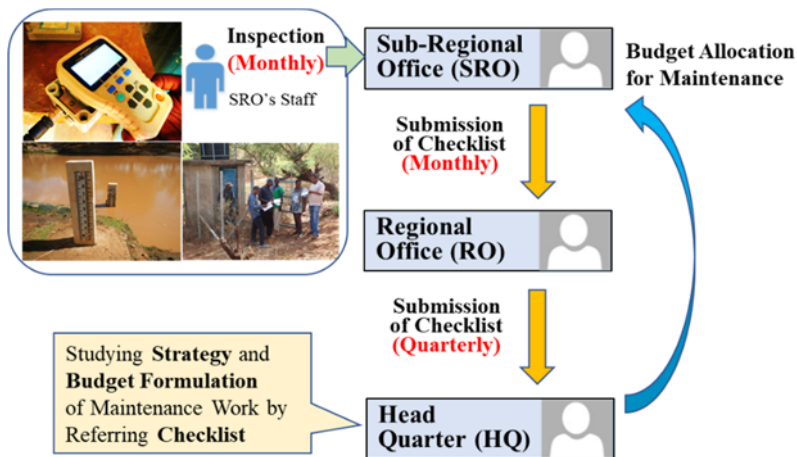 Inspection
(Monthly)
SRO's Staff
Sub-Regional
Office (SRO)
Budget Allocation
for Maintenance
Submission
of Checklist
(Monthly)
Regional
Office (RO)
Submission
of Checklist
(Quarterly)
Studying Strategy and
Budget Formulation
of Maintenance Work by
Referring Checklist
Head
Quarter (HQ)